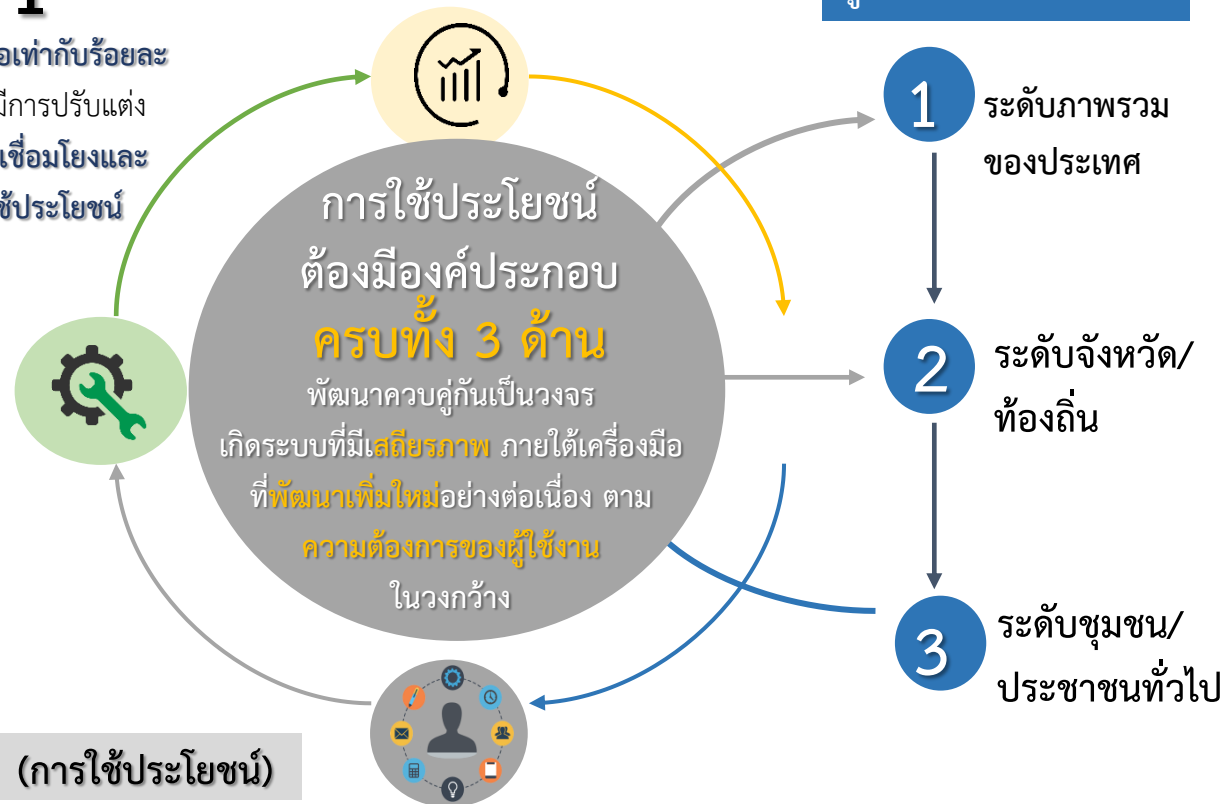 1
อเท่ากับร้อยละ
มีการปรับแต่ง
เชื่อมโยงและ
ช้ประโยชน์
การใช้ประโยชน์
ต้องมีองค์ประกอบ
ครบทั้ง 3 ด้าน
พัฒนาควบคู่กันเป็นวงจร
เกิดระบบที่มีเสถียรภาพ ภายใต้เครื่องมือ
ที่พัฒนาเพิ่มใหม่อย่างต่อเนื่อง ตาม
ความต้องการของผู้ใช้งาน
ในวงกว้าง
1
ระดับภาพรวม
ของประเทศ
2
ระดับจังหวัด/
ท้องถิ่น
3
ระดับชุมชน/
ประชาชนทั่วไป
(การใช้ประโยชน์)